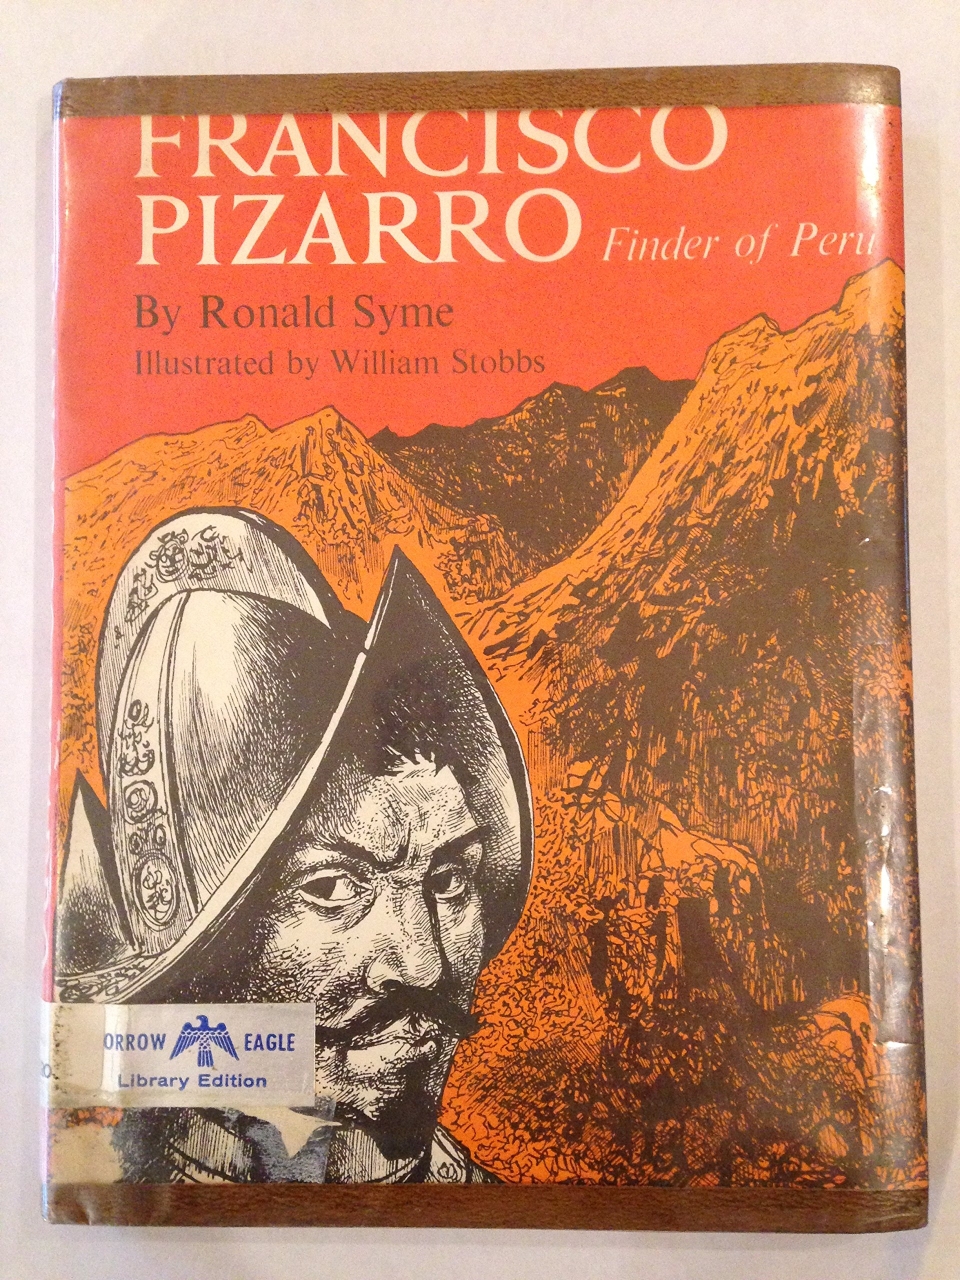 FRANCISCO
PIZARRO Finder of Peru
By Ronald Syme
Illustrated by William Stobbs
ORROW EAGLE
Library Edition